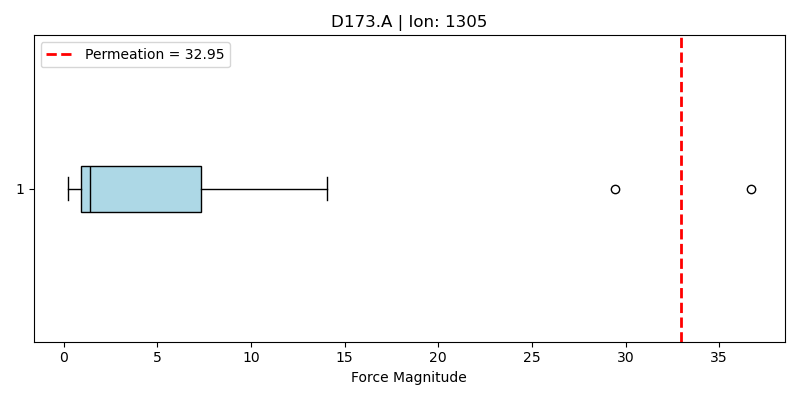 D173.A | Ion: 1305
Permeation = 32.95
1
0 5 10 15 20 25 30 35
Force Magnitude